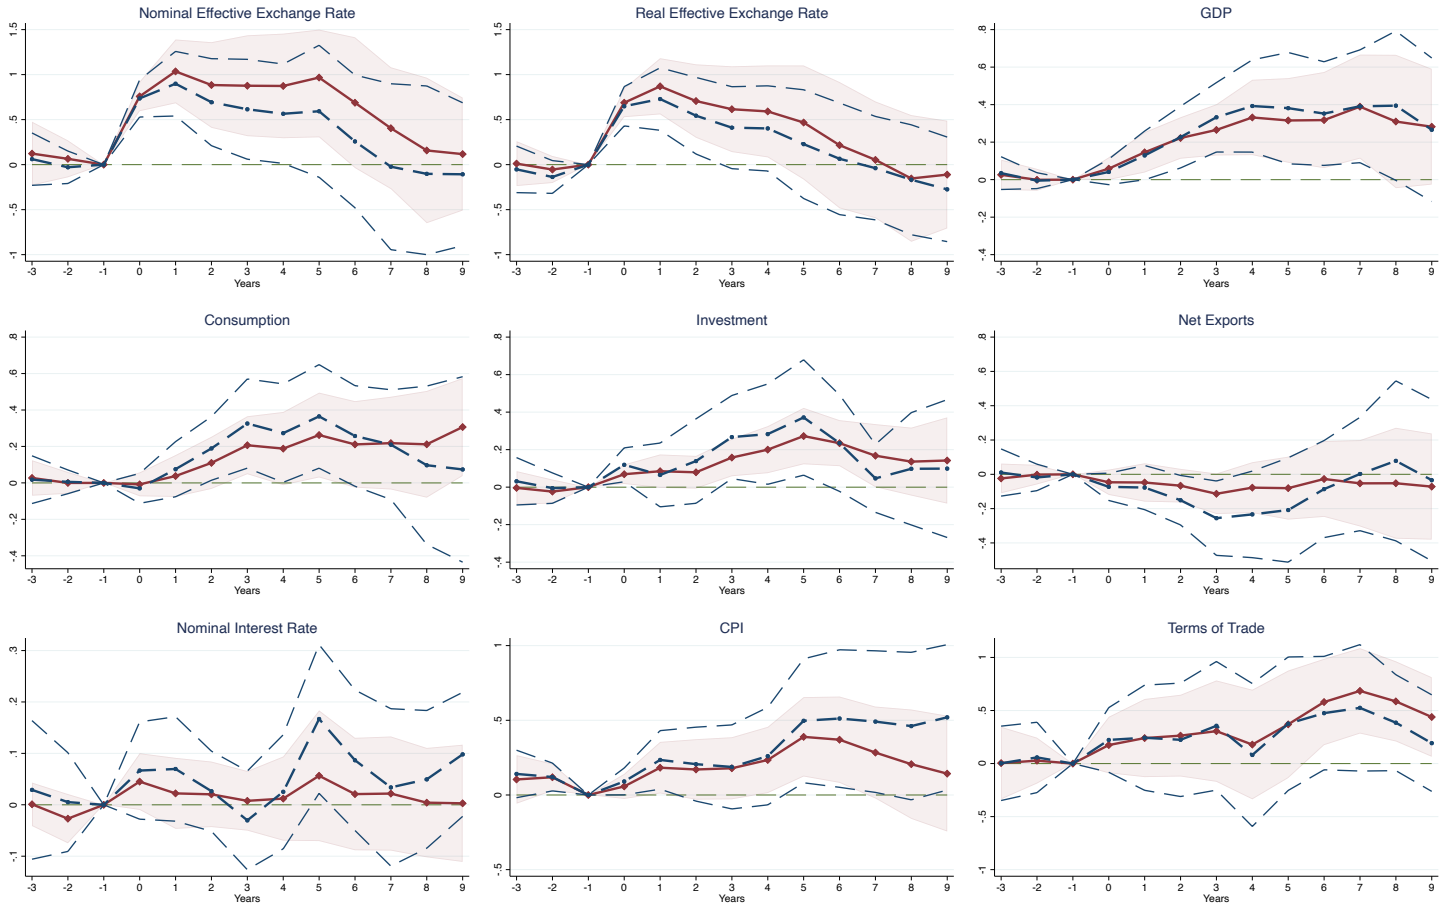 Nominal Effective Exchange Rate
1.5
1
.5
0
-.5
-1
-3 -2 -1 0 1 2 3 4 5 6 7 8 9
Years
Real Effective Exchange Rate
1.5
1
.5
0
-.5
-1
-3 -2 -1 0 1 2 3 4 5 6 7 8 9
Years
GDP
.8
.6
.4
.2
0
-.2
-.4
-3 -2 -1 0 1 2 3 4 5 6 7 8 9
Years
Consumption
.8
.6
.4
.2
0
-.2
-.4
-3 -2 -1 0 1 2 3 4 5 6 7 8 9
Years
Investment
.8
.6
.4
.2
0
-.2
-.4
-3 -2 -1 0 1 2 3 4 5 6 7 8 9
Years
Net Exports
.8
.6
.4
.2
0
-.2
-.4
-3 -2 -1 0 1 2 3 4 5 6 7 8 9
Years
Nominal Interest Rate
.3
.2
.1
0
-.1
-3 -2 -1 0 1 2 3 4 5 6 7 8 9
Years
CPI
1
.5
0
-.5
-3 -2 -1 0 1 2 3 4 5 6 7 8 9
Years
Terms of Trade
1
.5
0
-.5
-1
-3 -2 -1 0 1 2 3 4 5 6 7 8 9
Years